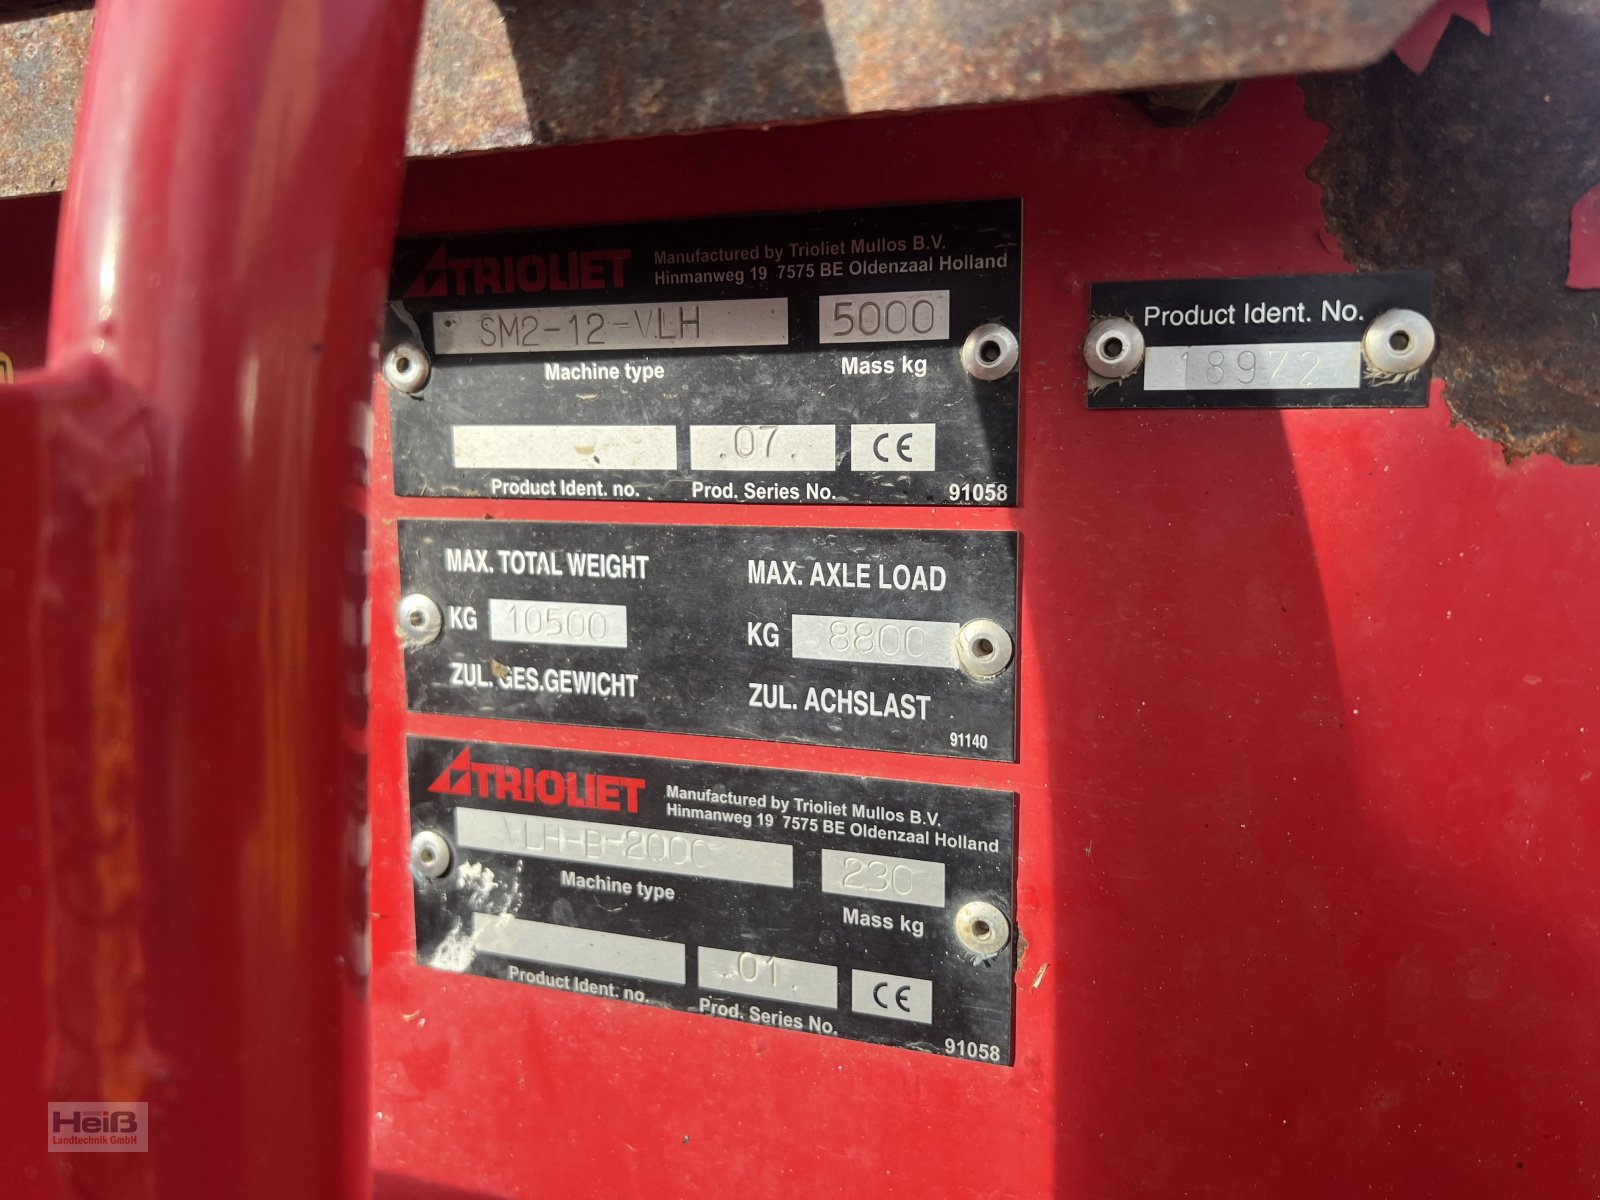 TRIOLIET
Manufactured by Trioliet Mullos B.V.
Hinmanweg 19 7575 BE Oldenzaal Holland
SM2-12-VLH
5000
Machine type
Mass kg
.07.
CE
Product Ident. no.
Prod. Series No.
91058
Product Ident. No.
18972
MAX. TOTAL WEIGHT
MAX. AXLE LOAD
KG 10500
KG 8800
ZUL. GES.GEWICHT
ZUL. ACHSLAST
91140
TRIOLIET
Manufactured by Trioliet Mullos B.V.
Hinmanweg 19 7575 BE Oldenzaal Holland
230
Machine type
Mass kg
.01.
CE
Product Ident. no.
Prod. Series No.
91058
Heiß
Landtechnik GmbH